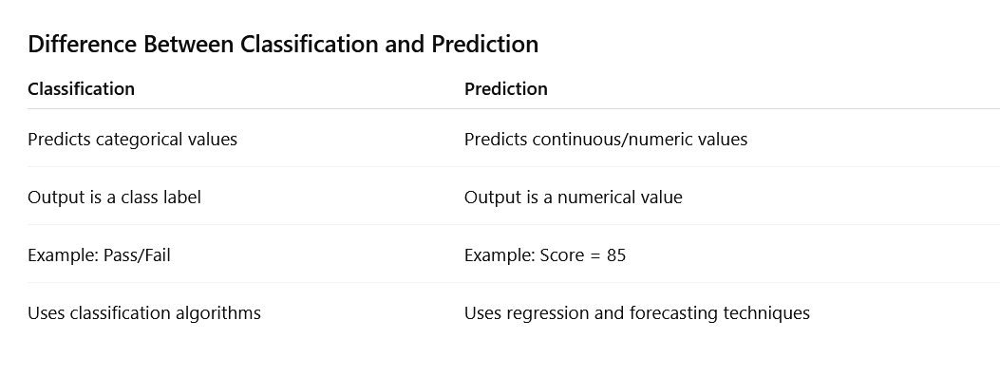 Difference Between Classification and Prediction
Classification Prediction
Predicts categorical values Predicts continuous/numeric values
Output is a class label Output is a numerical value
Example: Pass/Fail Example: Score = 85
Uses classification algorithms Uses regression and forecasting techniques